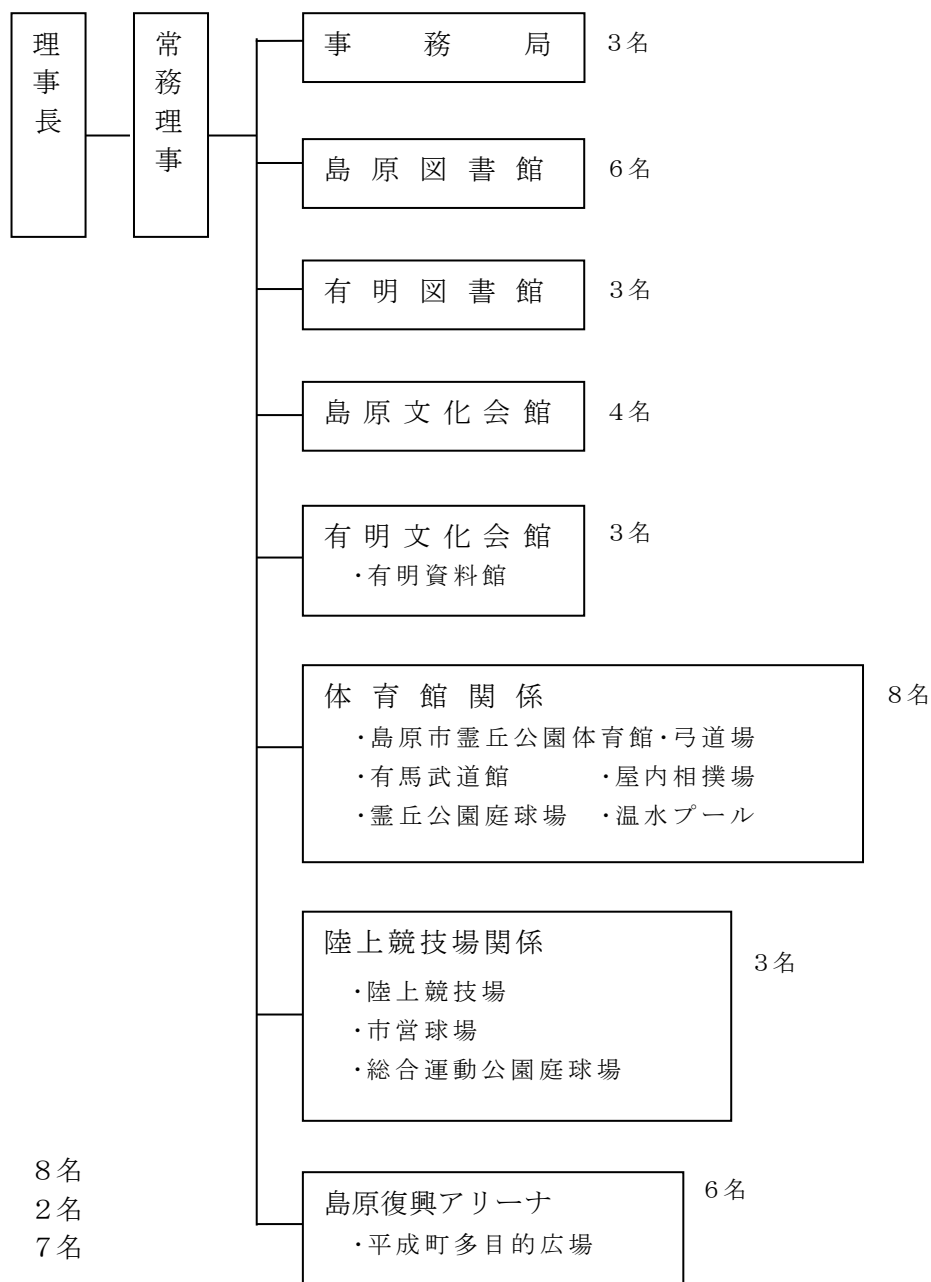 理事長
常務理事
事務局 3名
島原図書館 6名
有明図書館 3名
島原文化会館 4名
有明文化会館 3名
・有明資料館
体育館関係 8名
・島原市霊丘公園体育館・弓道場
・有馬武道館 ・屋内相撲場
・霊丘公園庭球場 ・温水プール
陸上競技場関係 3名
・陸上競技場
・市営球場
・総合運動公園庭球場
島原復興アリーナ 6名
・平成町多目的広場
8名
2名
7名